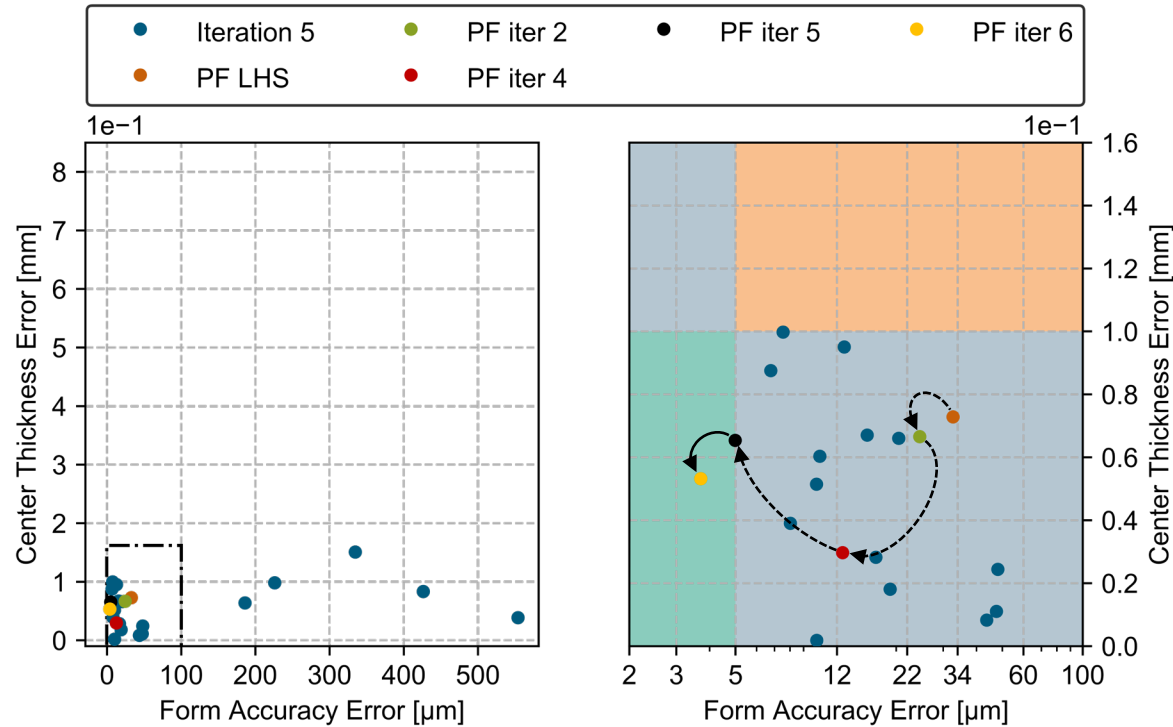 Iteration 5 PF iter 2 PF iter 5 PF iter 6
PF LHS PF iter 4
1e−1
8
7
6
5
4
3
2
1
0
Center Thickness Error [mm]
0 100 200 300 400 500
Form Accuracy Error [µm]
1e−1
1.6
1.4
1.2
1.0
0.8
0.6
0.4
0.2
0.0
Center Thickness Error [mm]
2 3 5 12 22 34 60 100
Form Accuracy Error [µm]